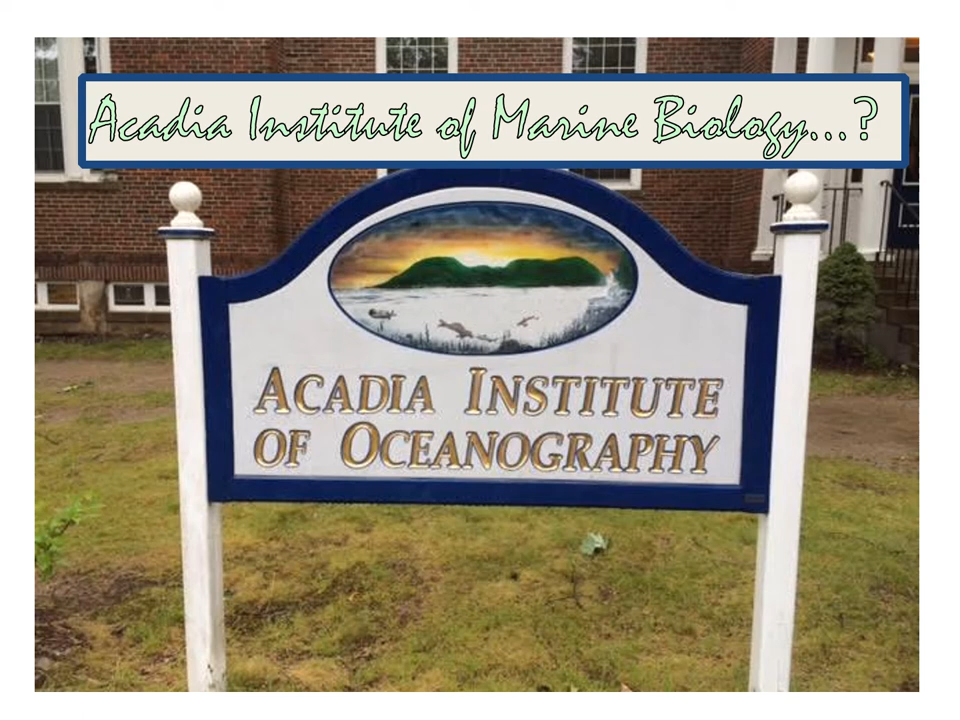 Acadia Institute of Marine Biology...?
ACADIA INSTITUTE
OF OCEANOGRAPHY